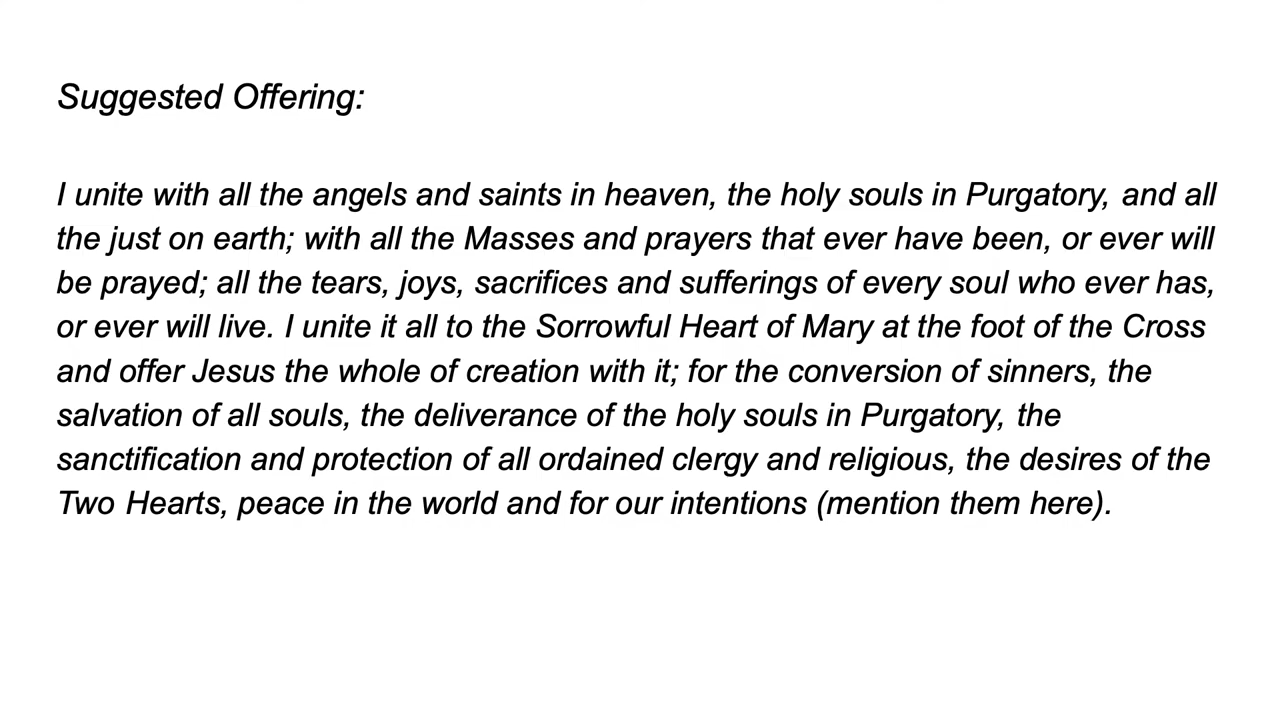 Suggested Offering:
I unite with all the angels and saints in heaven, the holy souls in Purgatory, and all
the just on earth; with all the Masses and prayers that ever have been, or ever will
be prayed; all the tears, joys, sacrifices and sufferings of every soul who ever has,
or ever will live. I unite it all to the Sorrowful Heart of Mary at the foot of the Cross
and offer Jesus the whole of creation with it; for the conversion of sinners, the
salvation of all souls, the deliverance of the holy souls in Purgatory, the
sanctification and protection of all ordained clergy and religious, the desires of the
Two Hearts, peace in the world and for our intentions (mention them here).